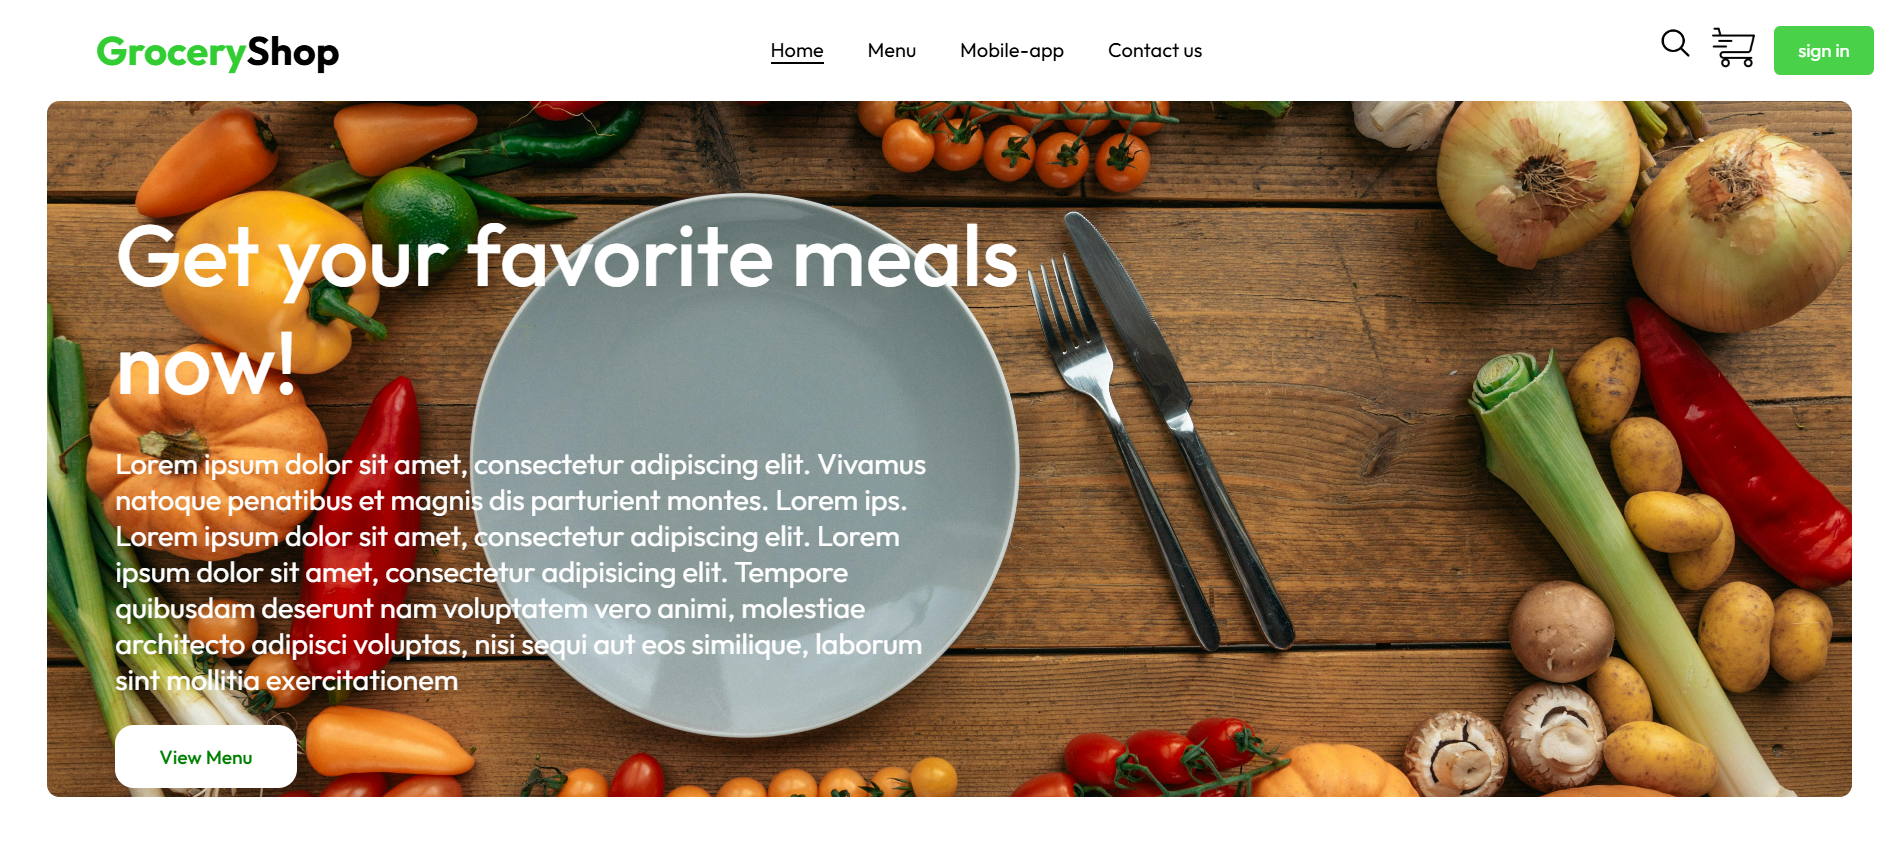 GroceryShop
Home Menu Mobile-app Contact us
sign in
Get your favorite meals
now!
Lorem ipsum dolor sit amet, consectetur adipiscing elit. Vivamus
natoque penatibus et magnis dis parturient montes. Lorem ips.
Lorem ipsum dolor sit amet, consectetur adipiscing elit. Lorem
ipsum dolor sit amet, consectetur adipisicing elit. Tempore
quibusdam deserunt nam voluptatem vero animi, molestiae
architecto adipisci voluptas, nisi sequi aut eos similique, laborum
sint mollitia exercitationem
View Menu